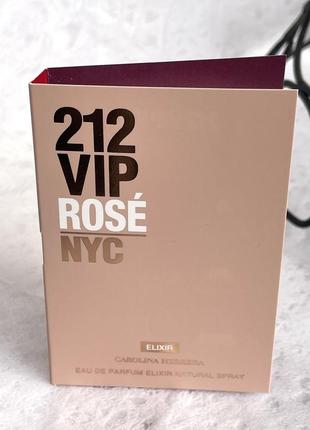 212
VIP
ROSÉ
NYC
ELIXIR
CAROLINA HERRERA
EAU DE PARFUM ELIXIR NATURAL SPRAY